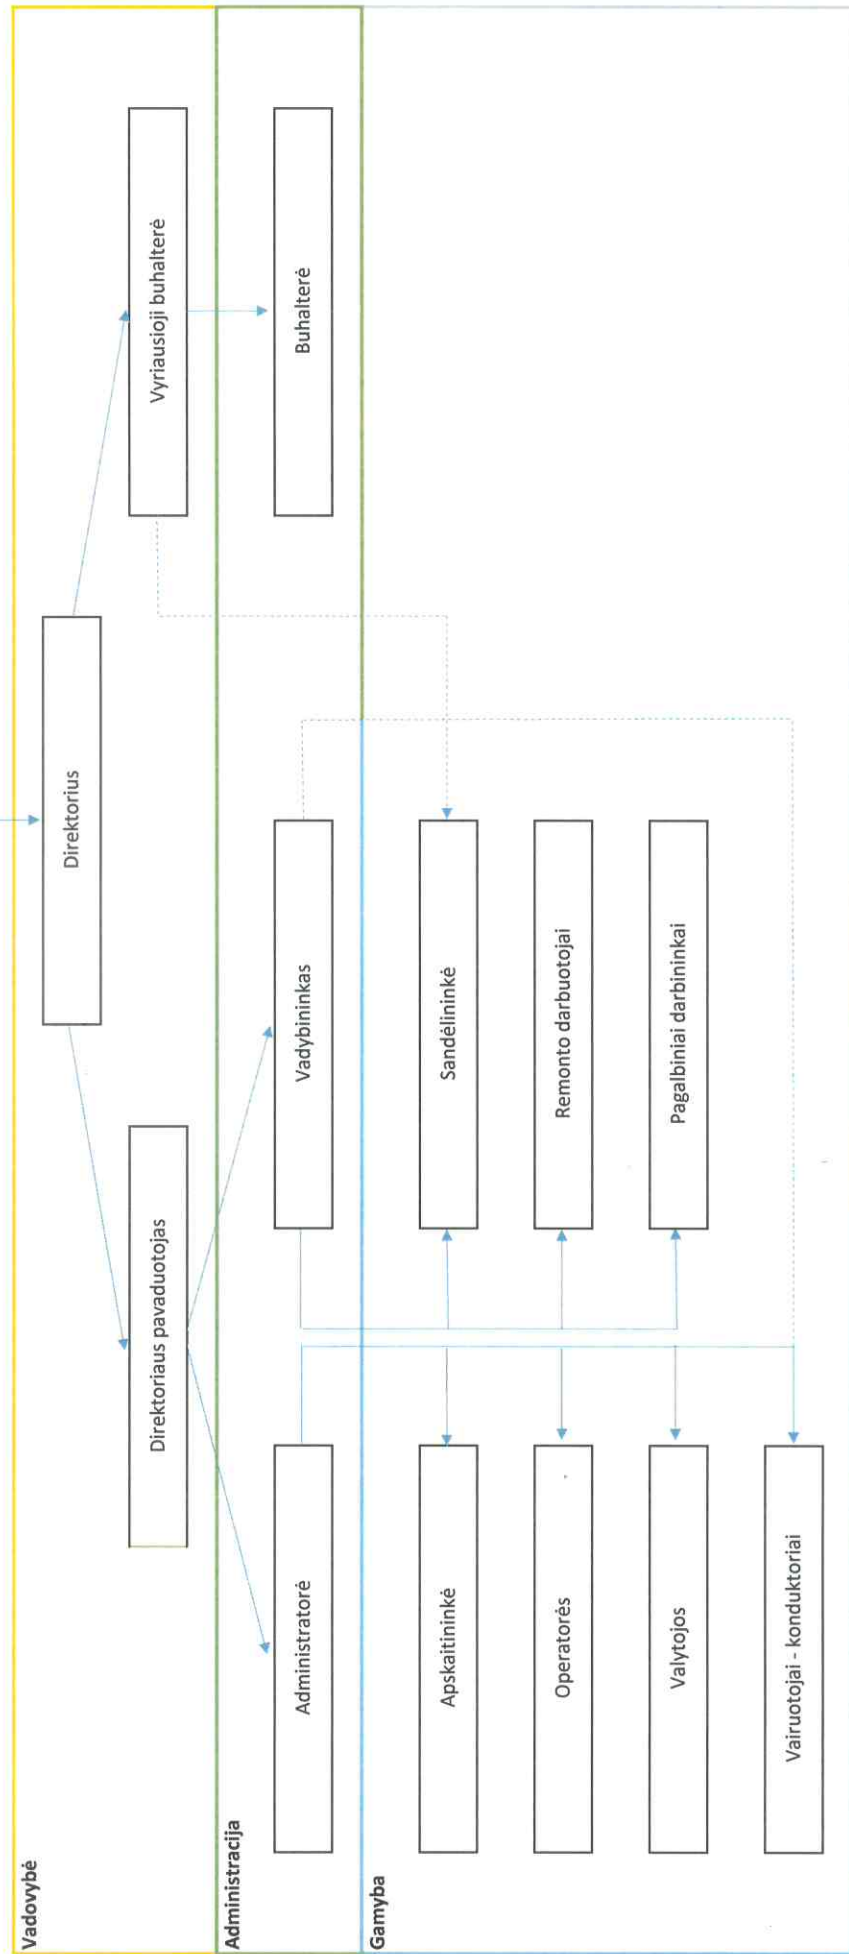 Vadovybė
Direktorius
Direktoriaus pavaduotojas
Vyriausioji buhalterė
Administracija
Administratorė
Vadybininkas
Buhalterė
Gamyba
Apskaitininkė
Sandėlininkė
Operatorės
Remonto darbuotojai
Valytojos
Pagalbiniai darbininkai
Vairuotojai - konduktoriai